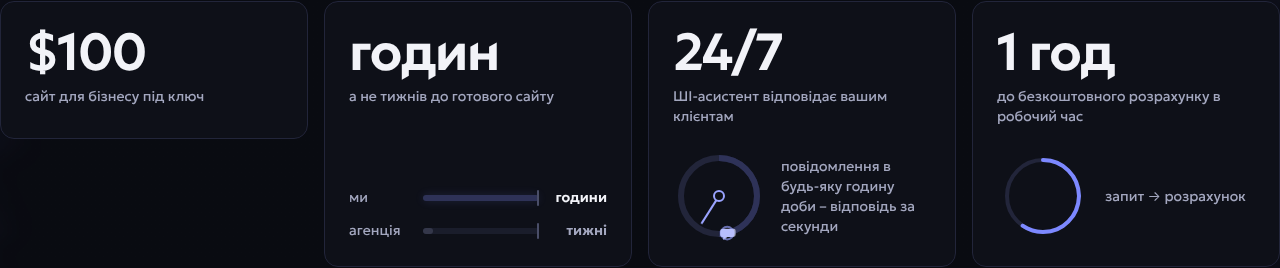 $100
сайт для бізнесу під ключ
годин
а не тижнів до готового сайту
ми
години
агенція
тижні
24/7
ШІ-асистент відповідає вашим
клієнтам
повідомлення в
будь-яку годину
доби – відповідь за
секунди
1 год
до безкоштовного розрахунку в
робочий час
запит → розрахунок